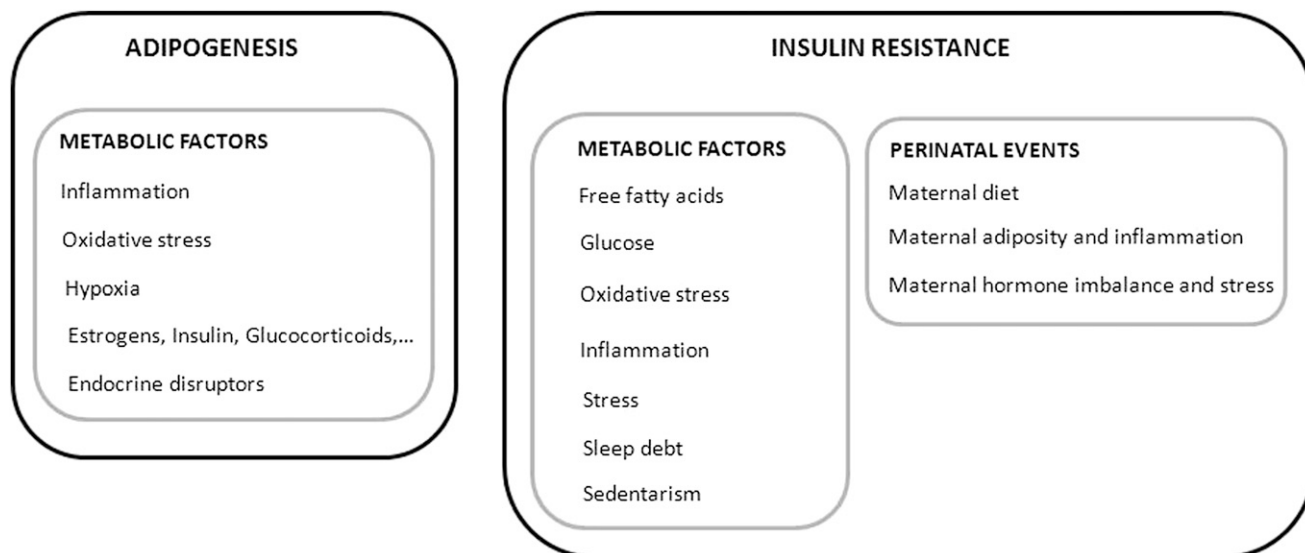 ADIPOGENESIS
METABOLIC FACTORS
Inflammation
Oxidative stress
Hypoxia
Estrogens, Insulin, Glucocorticoids,...
Endocrine disruptors
INSULIN RESISTANCE
METABOLIC FACTORS
Free fatty acids
Glucose
Oxidative stress
Inflammation
Stress
Sleep debt
Sedentarism
PERINATAL EVENTS
Maternal diet
Maternal adiposity and inflammation
Maternal hormone imbalance and stress